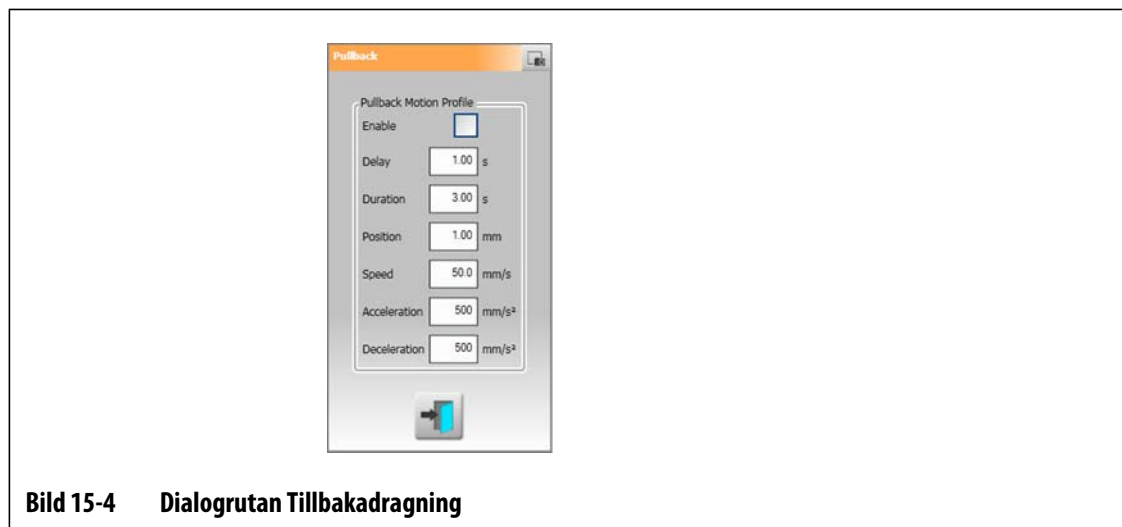 Pullback
Pullback Motion Profile
Enable
Delay 1.00 s
Duration 3.00 s
Position 1.00 mm
Speed 50.0 mm/s
Acceleration 500 mm/s²
Deceleration 500 mm/s²
Bild 15-4 Dialogrutan Tillbakadragning